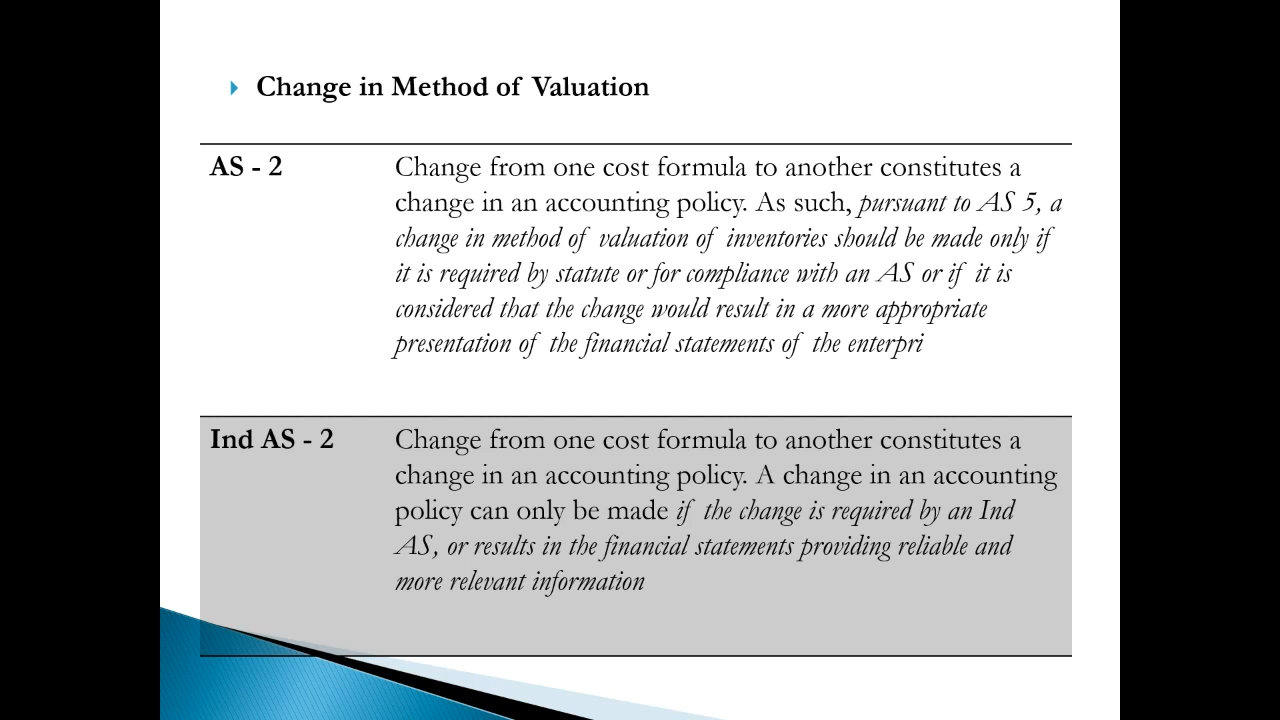 Change in Method of Valuation
AS - 2
Change from one cost formula to another constitutes a
change in an accounting policy. As such, pursuant to AS 5, a
change in method of valuation of inventories should be made only if
it is required by statute or for compliance with an AS or if it is
considered that the change would result in a more appropriate
presentation of the financial statements of the enterpri
Ind AS - 2
Change from one cost formula to another constitutes a
change in an accounting policy. A change in an accounting
policy can only be made if the change is required by an Ind
AS, or results in the financial statements providing reliable and
more relevant information